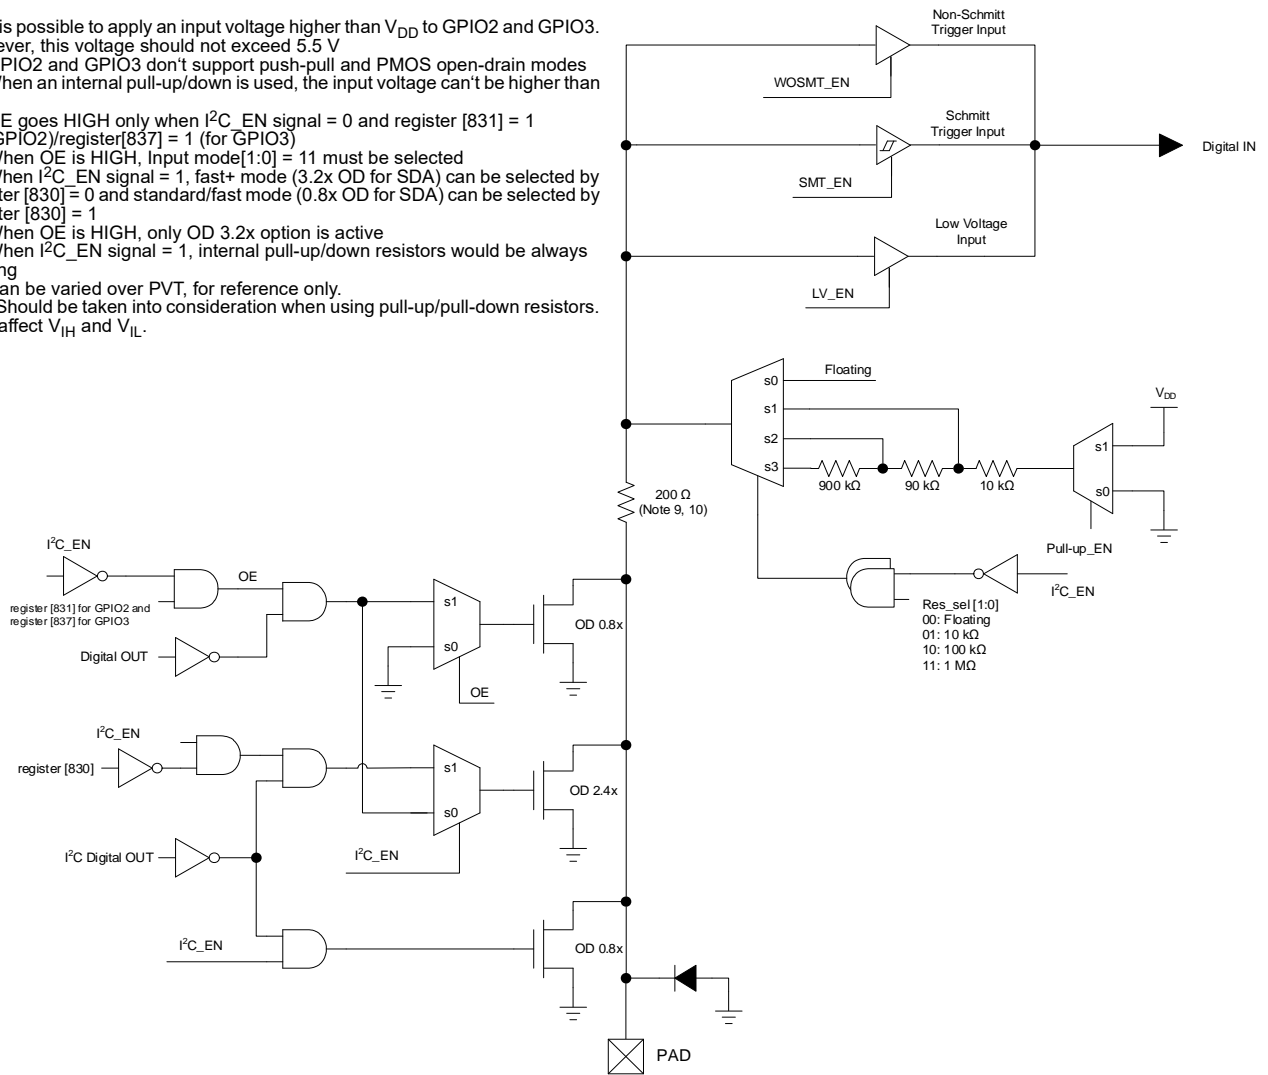 is possible to apply an input voltage higher than VDD to GPIO2 and GPIO3.
ever, this voltage should not exceed 5.5 V
PIO2 and GPIO3 don't support push-pull and PMOS open-drain modes
hen an internal pull-up/down is used, the input voltage can't be higher than
E goes HIGH only when I2C_EN signal = 0 and register [831] = 1
GPIO2)/register[837] = 1 (for GPIO3)
hen OE is HIGH, Input mode[1:0] = 11 must be selected
hen I2C_EN signal = 1, fast+ mode (3.2x OD for SDA) can be selected by
ter [830] = 0 and standard/fast mode (0.8x OD for SDA) can be selected by
ter [830] = 1
hen OE is HIGH, only OD 3.2x option is active
hen I2C_EN signal = 1, internal pull-up/down resistors would be always
ng
an be varied over PVT, for reference only.
Should be taken into consideration when using pull-up/pull-down resistors.
affect VIH and VIL.
Non-Schmitt
Trigger Input
WOSMT_EN
Schmitt
Trigger Input
SMT_EN
Digital IN
Low Voltage
Input
LV_EN
s0
Floating
s1
s2
s3
900 kΩ
90 kΩ
10 kΩ
VDD
s1
s0
Pull-up_EN
200 Ω
(Note 9, 10)
I2C_EN
Res_sel [1:0]
00: Floating
01: 10 kΩ
10: 100 kΩ
11: 1 MΩ
I2C_EN
OE
register [831] for GPIO2 and
register [837] for GPIO3
Digital OUT
s1
s0
OE
OD 0.8x
I2C_EN
register [830]
s1
s0
I2C_EN
OD 2.4x
I2C Digital OUT
I2C_EN
OD 0.8x
PAD